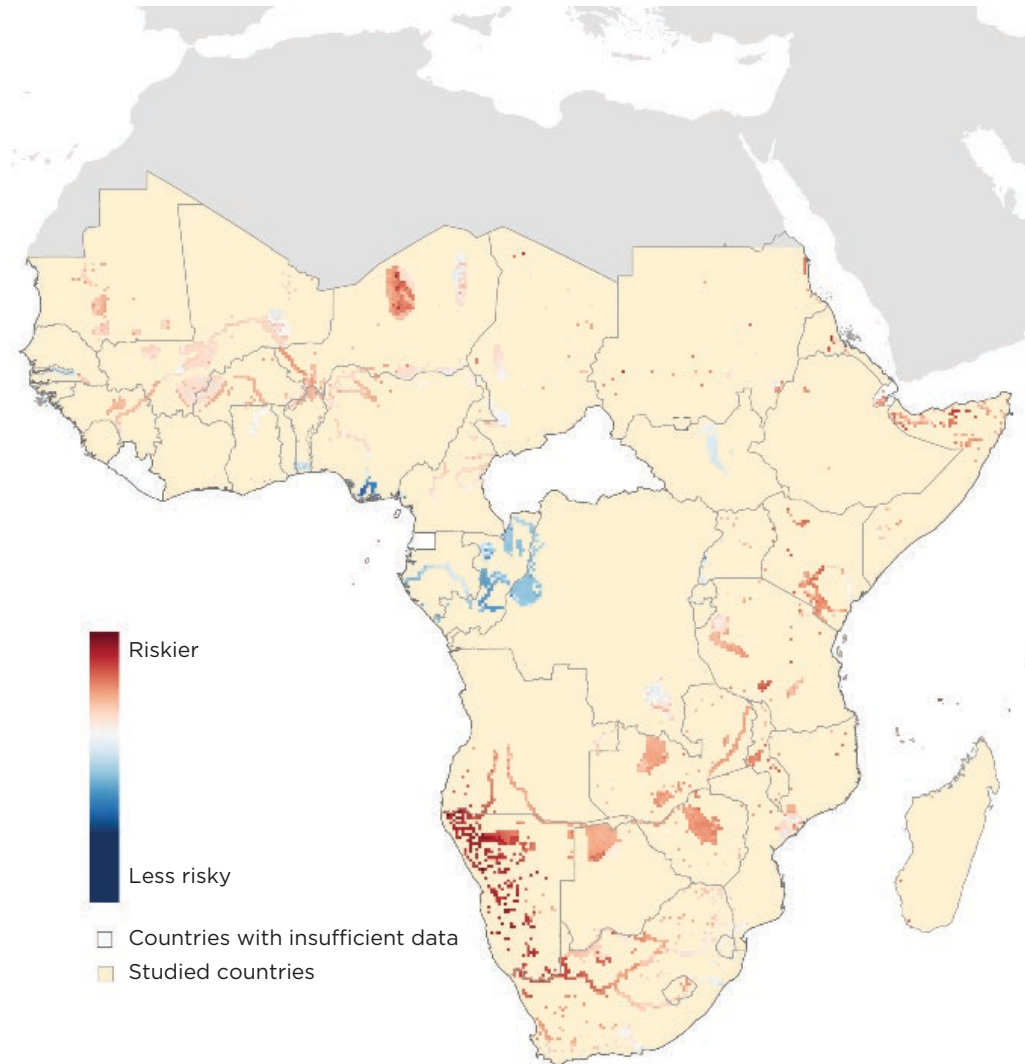 Riskier
Less risky
Countries with insufficient data
Studied countries